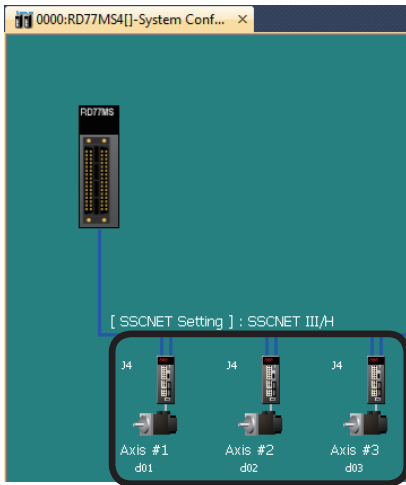 0000:RD77MS4[]-System Conf... ×
RD77MS
[ SSCNET Setting ] : SSCNET III/H
J4 J4 J4
Axis #1 Axis #2 Axis #3
d01 d02 d03